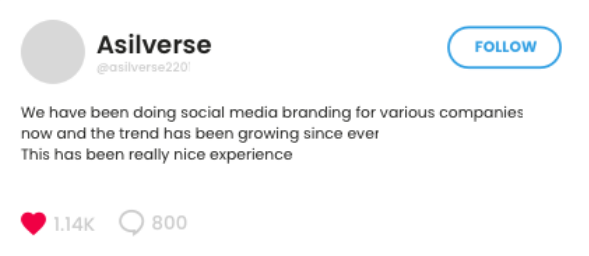 Asilverse
FOLLOW
@asilverse2201
We have been doing social media branding for various companies
now and the trend has been growing since ever
This has been really nice experience
1.14K 800